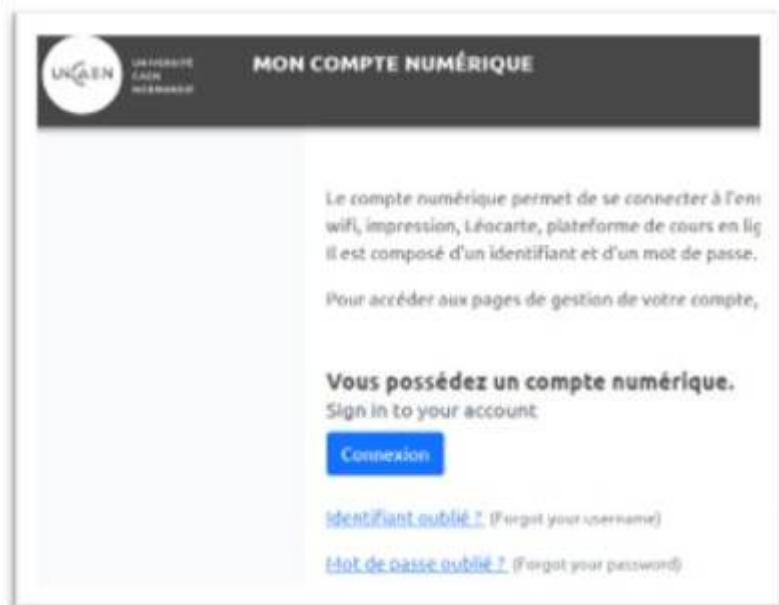 UNICAEN
UNIVERSITÉ
CAEN
NORMANDIE
MON COMPTE NUMÉRIQUE
Le compte numérique permet de se connecter à l'en
wifi, impression, Léocarte, plateforme de cours en lig
Il est composé d'un identifiant et d'un mot de passe.
Pour accéder aux pages de gestion de votre compte,
Vous possédez un compte numérique.
Sign in to your account
Connexion
Identifiant oublié ? (Forgot your username)
Mot de passe oublié ? (Forgot your password)